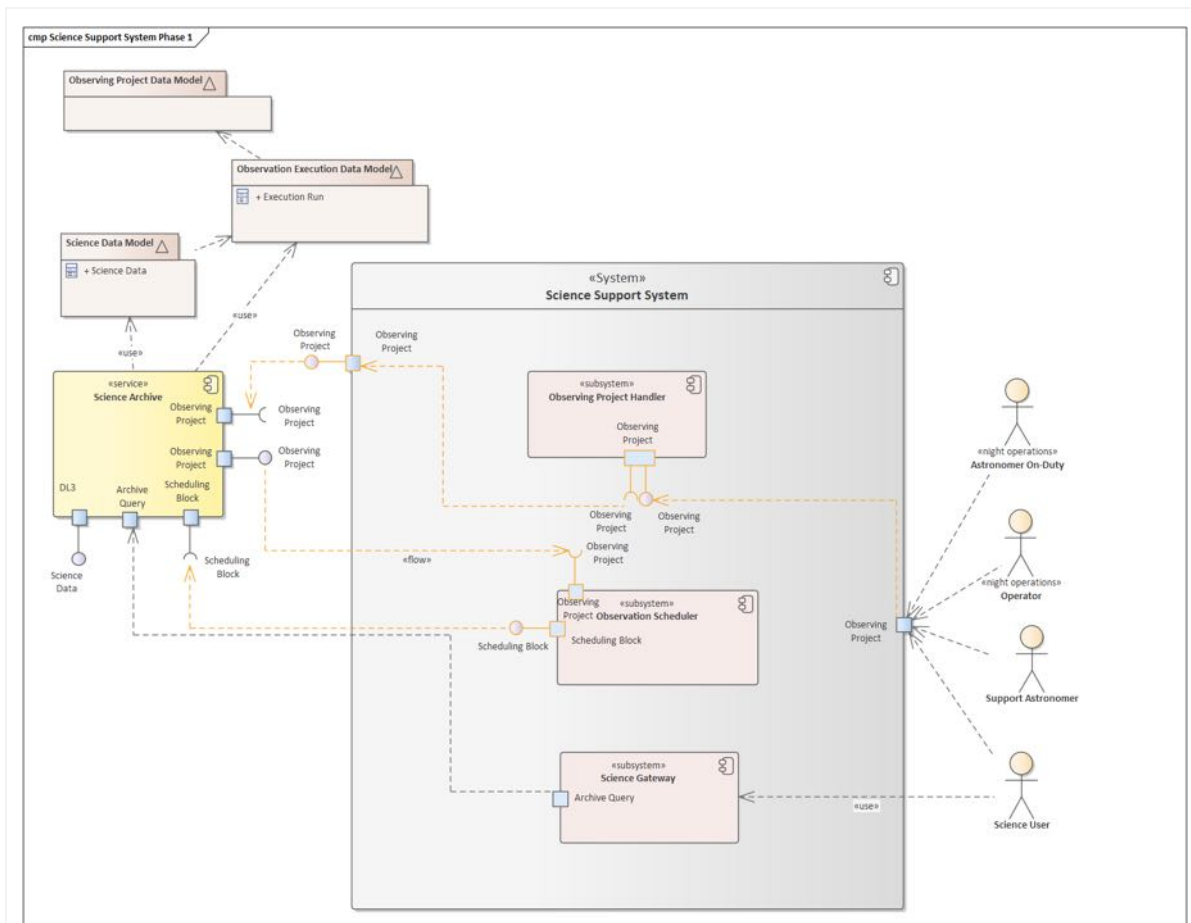 cmp Science Support System Phase 1
Observing Project Data Model
Observation Execution Data Model
+ Execution Run
Science Data Model
+ Science Data
«use»
«use»
«System»
Science Support System
Observing
Project
Observing
Project
«service»
Science Archive
Observing
Project
Observing
Project
Observing
Project
Observing
Project
DL3
Archive
Query
Scheduling
Block
Science
Data
Scheduling
Block
«subsystem»
Observing Project Handler
Observing
Project
Observing
Project
Observing
Project
«flow»
Observing
Project
Observing
Project
«subsystem»
Observation Scheduler
Scheduling Block
Scheduling Block
Observing
Project
«subsystem»
Science Gateway
Archive Query
«use»
«night operations»
Astronomer On-Duty
«night operations»
Operator
Support Astronomer
Science User